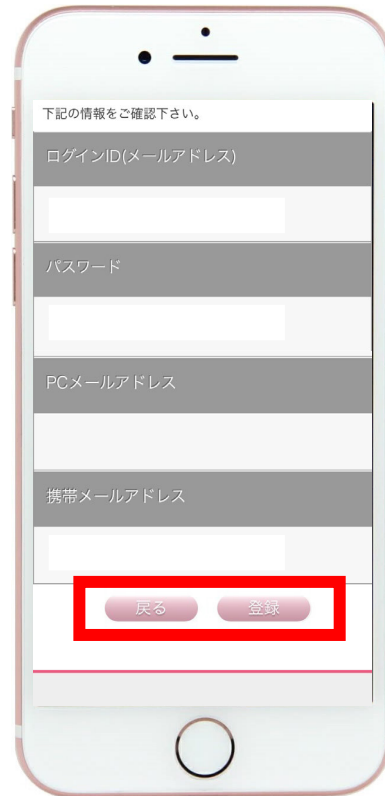 下記の情報をご確認下さい。
ログインID(メールアドレス)
パスワード
PCメールアドレス
携帯メールアドレス
戻る 登録